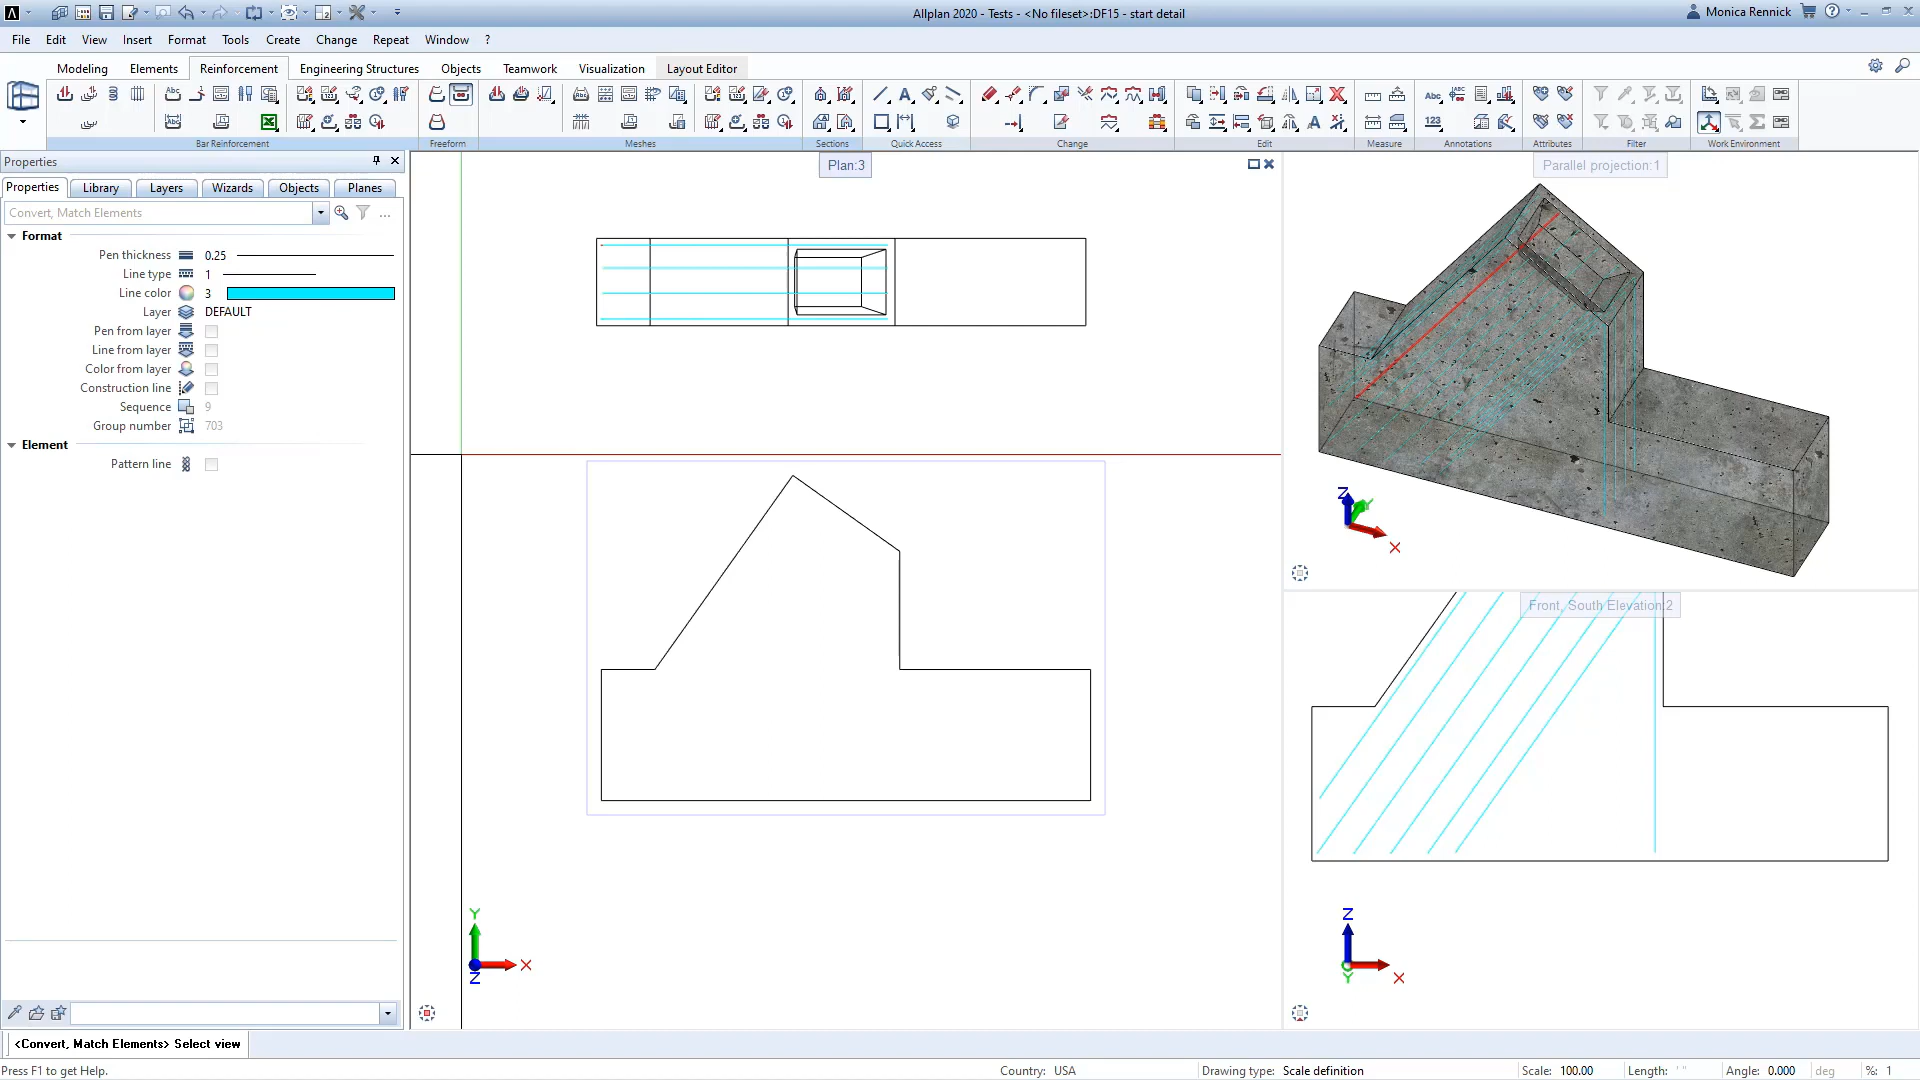 Allplan 2020 - Tests - <No fileset>:DF15 - start detail
Monica Rennick
File Edit View Insert Format Tools Create Change Repeat Window ?
Modeling Elements Reinforcement Engineering Structures Objects Teamwork Visualization Layout Editor
Bar Reinforcement Freeform Meshes Sections Quick Access Change Edit Measure Annotations Attributes Filter Work Environment
Properties
Properties Library Layers Wizards Objects Planes
Convert, Match Elements
Format
Pen thickness 0.25
Line type 1
Line color 3
Layer DEFAULT
Pen from layer
Line from layer
Color from layer
Construction line
Sequence 9
Group number 703
Element
Pattern line
Plan:3
Parallel projection:1
Z
Y
X
Front, South Elevation:2
Y
X
Z
Z
Y
X
<Convert, Match Elements> Select view
Press F1 to get Help.
Country: USA
Drawing type: Scale definition
Scale: 100.00
Length: ' "
Angle: 0.000 deg
%: 1